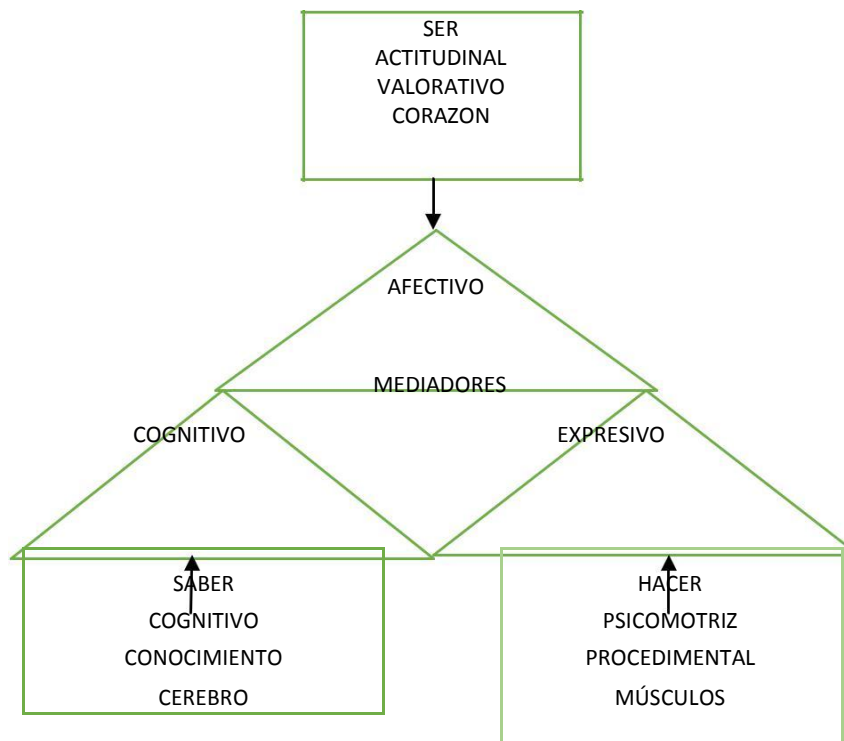 SER
ACTITUDINAL
VALORATIVO
CORAZON
AFECTIVO
MEDIADORES
COGNITIVO
EXPRESIVO
SABER
COGNITIVO
CONOCIMIENTO
CEREBRO
HACER
PSICOMOTRIZ
PROCEDIMENTAL
MÚSCULOS